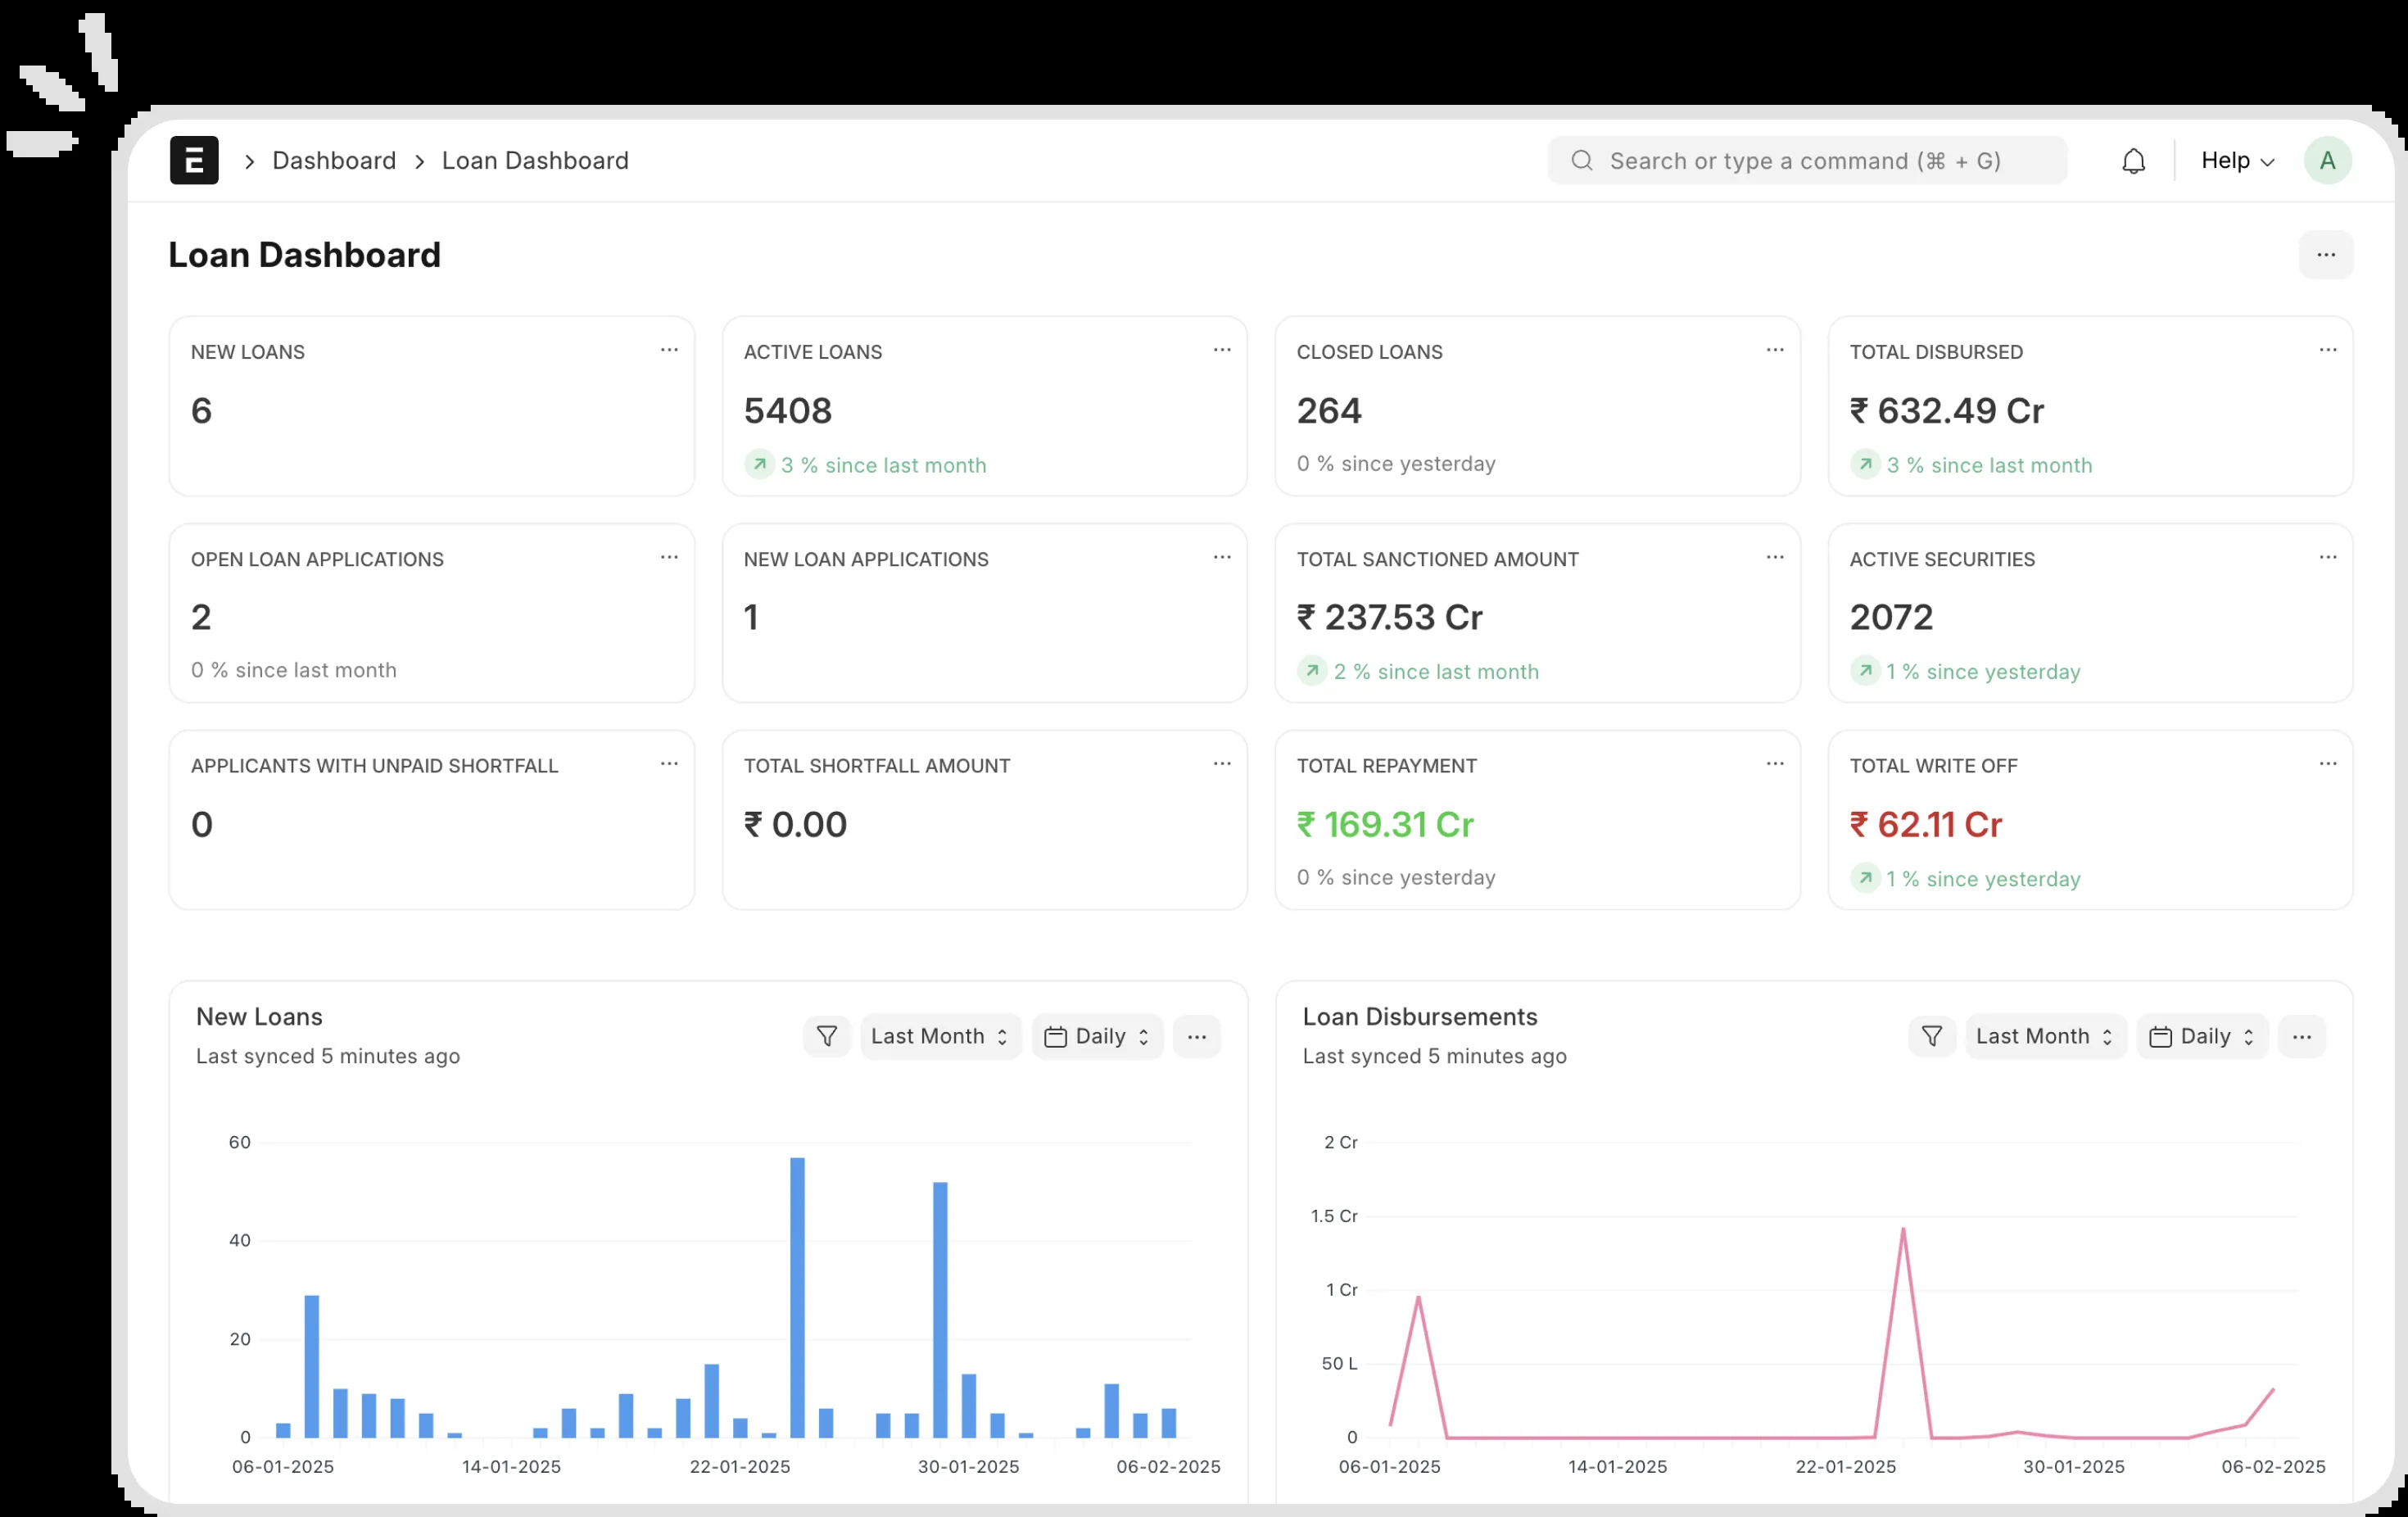 E > Dashboard > Loan Dashboard Search or type a command (⌘ + G) Help A
Loan Dashboard
NEW LOANS
6
ACTIVE LOANS
5408
3 % since last month
CLOSED LOANS
264
0 % since yesterday
TOTAL DISBURSED
₹ 632.49 Cr
3 % since last month
OPEN LOAN APPLICATIONS
2
0 % since last month
NEW LOAN APPLICATIONS
1
TOTAL SANCTIONED AMOUNT
₹ 237.53 Cr
2 % since last month
ACTIVE SECURITIES
2072
1 % since yesterday
APPLICANTS WITH UNPAID SHORTFALL
0
TOTAL SHORTFALL AMOUNT
₹ 0.00
TOTAL REPAYMENT
₹ 169.31 Cr
0 % since yesterday
TOTAL WRITE OFF
₹ 62.11 Cr
1 % since yesterday
New Loans
Last synced 5 minutes ago
Last Month Daily
60
40
20
0
06-01-2025 14-01-2025 22-01-2025 30-01-2025 06-02-2025
Loan Disbursements
Last synced 5 minutes ago
Last Month Daily
2 Cr
1.5 Cr
1 Cr
50 L
0
06-01-2025 14-01-2025 22-01-2025 30-01-2025 06-02-2025